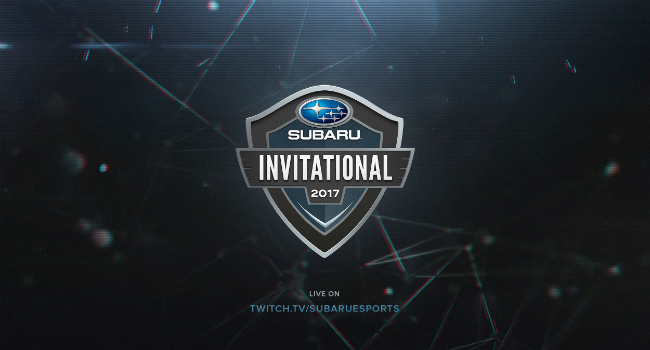 SUBARU
INVITATIONAL
2017
LIVE ON
TWITCH.TV/SUBARUESPORTS